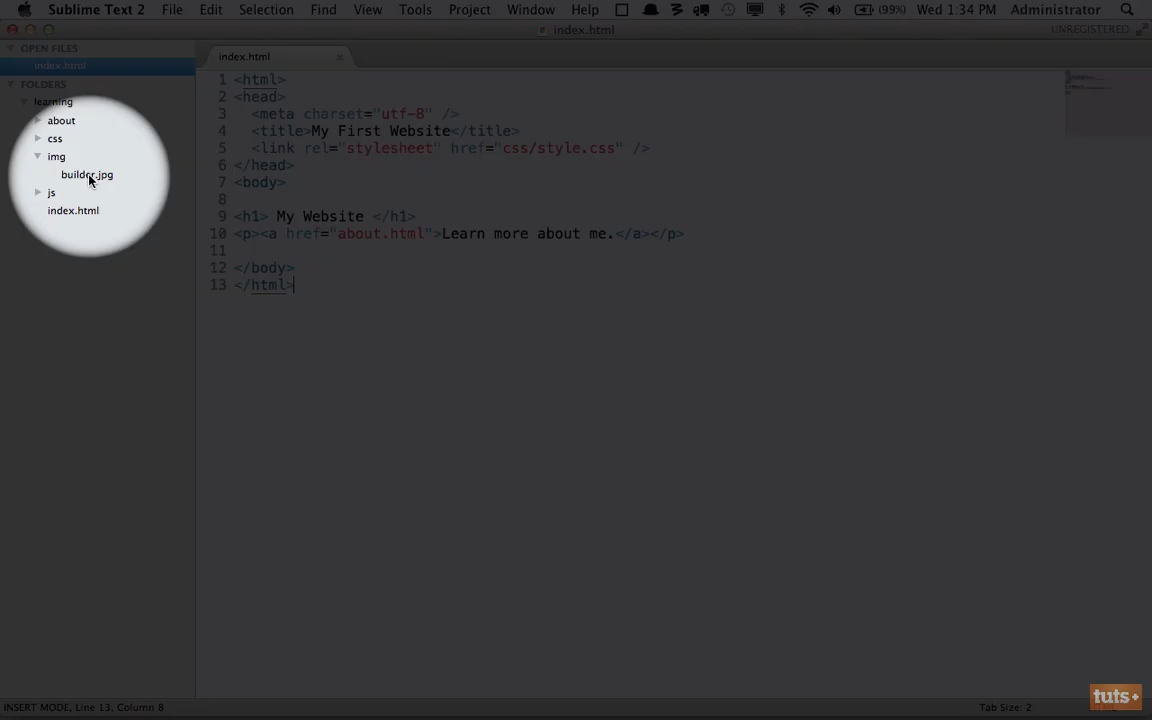 Sublime Text 2 File Edit Selection Find View Tools Project Window Help (99%) Wed 1:34 PM Administrator
index.html
UNREGISTERED
OPEN FILES
index.html
FOLDERS
learning
about
css
img
builder.jpg
js
index.html
index.html
1 <html>
2 <head>
3 <meta charset="utf-8" />
4 <title>My First Website</title>
5 <link rel="stylesheet" href="css/style.css" />
6 </head>
7 <body>
8
9 <h1> My Website </h1>
10 <p><a href="about.html">Learn more about me.</a></p>
11
12 </body>
13 </html>
INSERT MODE, Line 13, Column 8
Tab Size: 2
tuts+